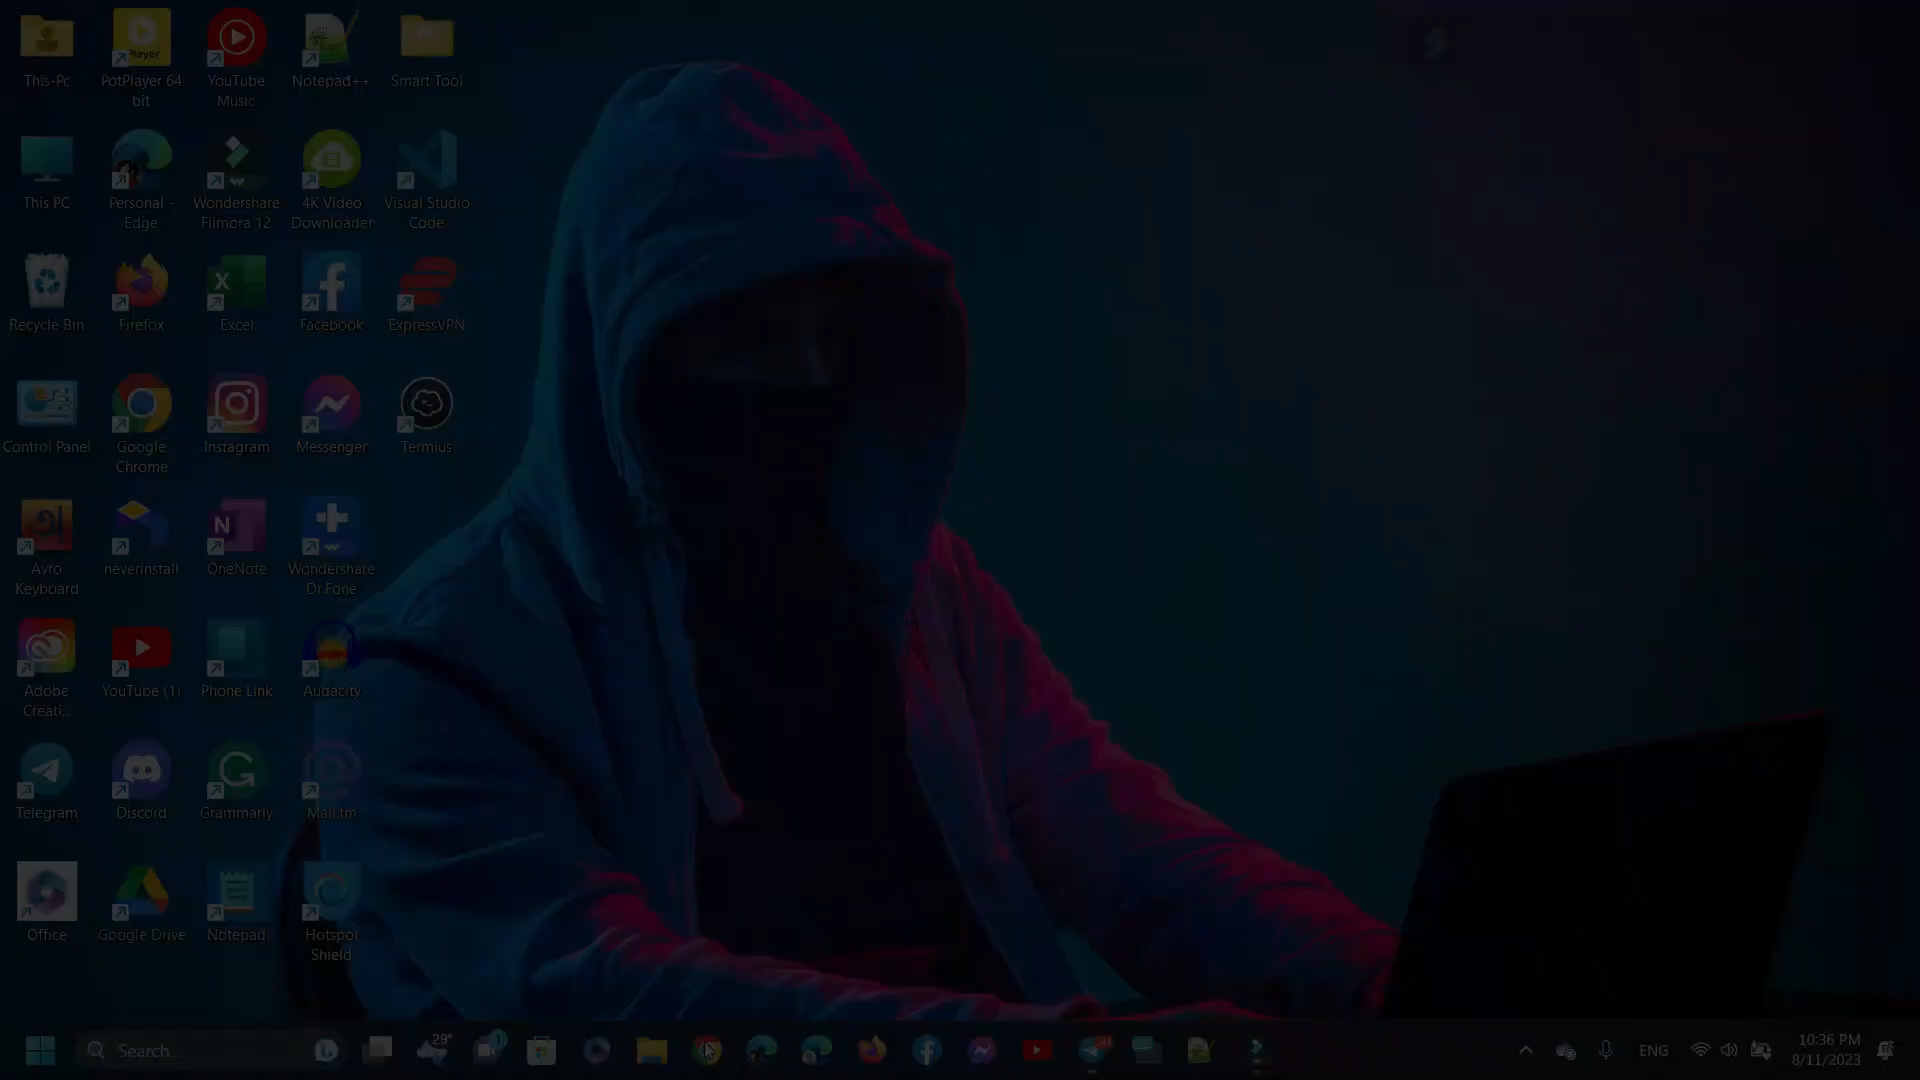 This-Pc
PotPlayer 64
bit
YouTube
Music
Notepad++
Smart Tool
This PC
Personal -
Edge
Wondershare
Filmora 12
4K Video
Downloader
Visual Studio
Code
Recycle Bin
Firefox
Excel
Facebook
ExpressVPN
Control Panel
Google
Chrome
Instagram
Messenger
Termius
Avro
Keyboard
neverinstall
OneNote
Wondershare
Dr.Fone
Adobe
Creati...
YouTube (1)
Phone Link
Audacity
Telegram
Discord
Grammarly
Mail.tm
Office
Google Drive
Notepad
Hotspot
Shield
Search
29°
1
ENG
10:36 PM
8/11/2023